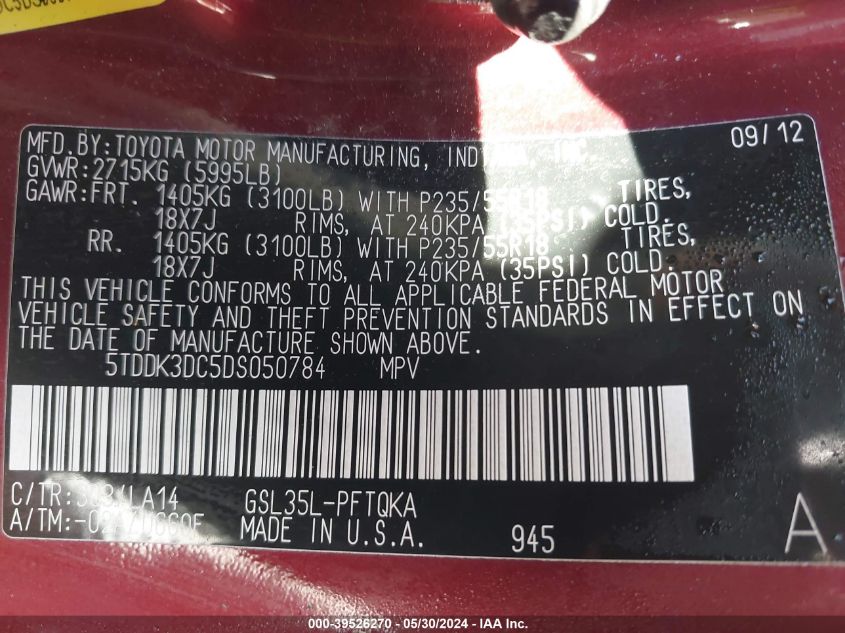 MFD.BY:TOYOTA MOTOR MANUFACTURING, INC. 09/12
GVWR:2715KG (5995LB)
GAWR:FRT. 1405KG (3100LB) WITH P235/55R18 TIRES,
18X7J RIMS, AT 240KPA (35PSI) COLD.
RR. 1405KG (3100LB) WITH P235/55R18 TIRES,
18X7J RIMS, AT 240KPA (35PSI) COLD.
THIS VEHICLE CONFORMS TO ALL APPLICABLE FEDERAL MOTOR
VEHICLE SAFETY AND THEFT PREVENTION STANDARDS IN EFFECT ON
THE DATE OF MANUFACTURE SHOWN ABOVE.
5TDDK3DC5DS050784 MPV
C/TR: GSL35L-PFTQKA
A/TM: MADE IN U.S.A. 945 A
000-39526270 - 05/30/2024 - IAA Inc.